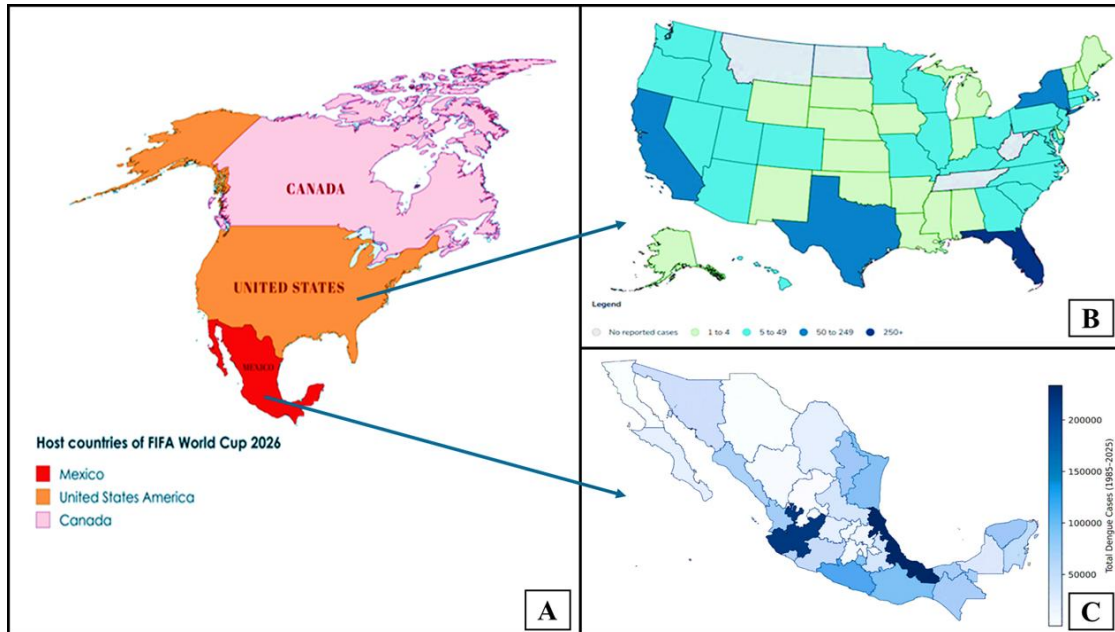 CANADA
UNITED STATES
MEXICO
Host countries of FIFA World Cup 2026
Mexico
United States America
Canada
A
Legend
No reported cases
1 to 4
5 to 49
50 to 249
250+
B
200000
150000
100000
50000
Total Dengue Cases (1985–2025)
C